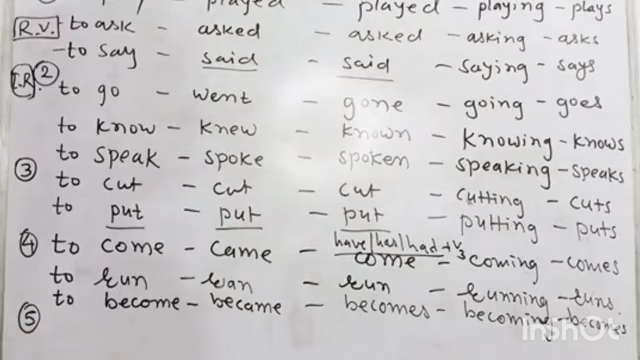 played - played - playing - plays
R.V. to ask - asked - asked - asking - asks
to say - said - said - saying - says
I.R. ② to go - went - gone - going - goes
to know - knew - known - knowing - knows
to speak - spoke - spoken - speaking - speaks
③ to cut - cut - cut - cutting - cuts
to put - put - put - putting - puts
have/has/had + v3
④ to come - came - come - coming - comes
to run - ran - run - running - runs
to become - became - becomes - becoming - becomes
⑤
InShOt